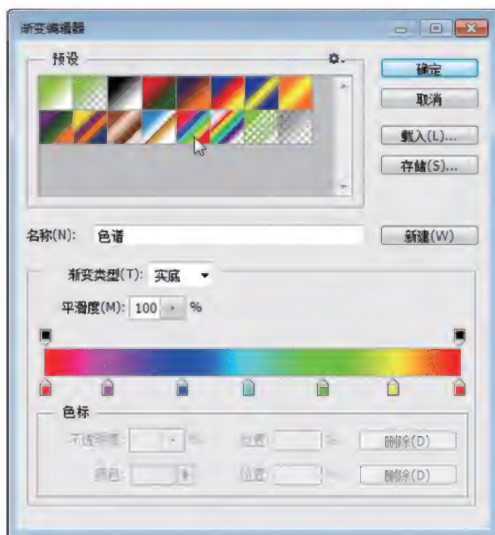 渐变编辑器
预设
确定
取消
载入(L)...
存储(S)...
名称(N): 色谱
新建(W)
渐变类型(T): 实底
平滑度(M): 100 %
色标
不透明度: % 位置: % 删除(D)
颜色: 位置: % 删除(D)